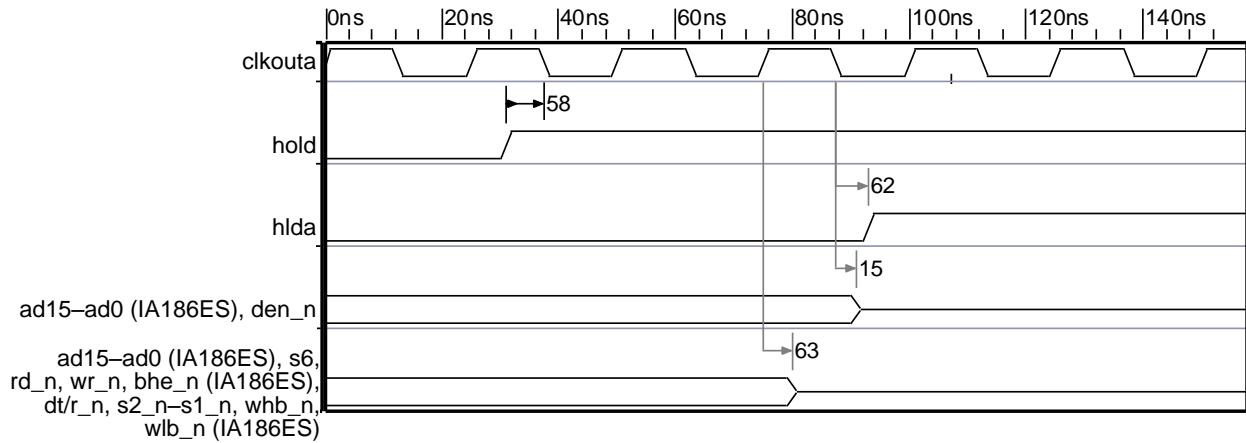 0ns 20ns 40ns 60ns 80ns 100ns 120ns 140ns
clkouta
58
hold
62
hlda
15
ad15–ad0 (IA186ES), den_n
63
ad15–ad0 (IA186ES), s6,
rd_n, wr_n, bhe_n (IA186ES),
dt/r_n, s2_n–s1_n, whb_n,
wlb_n (IA186ES)